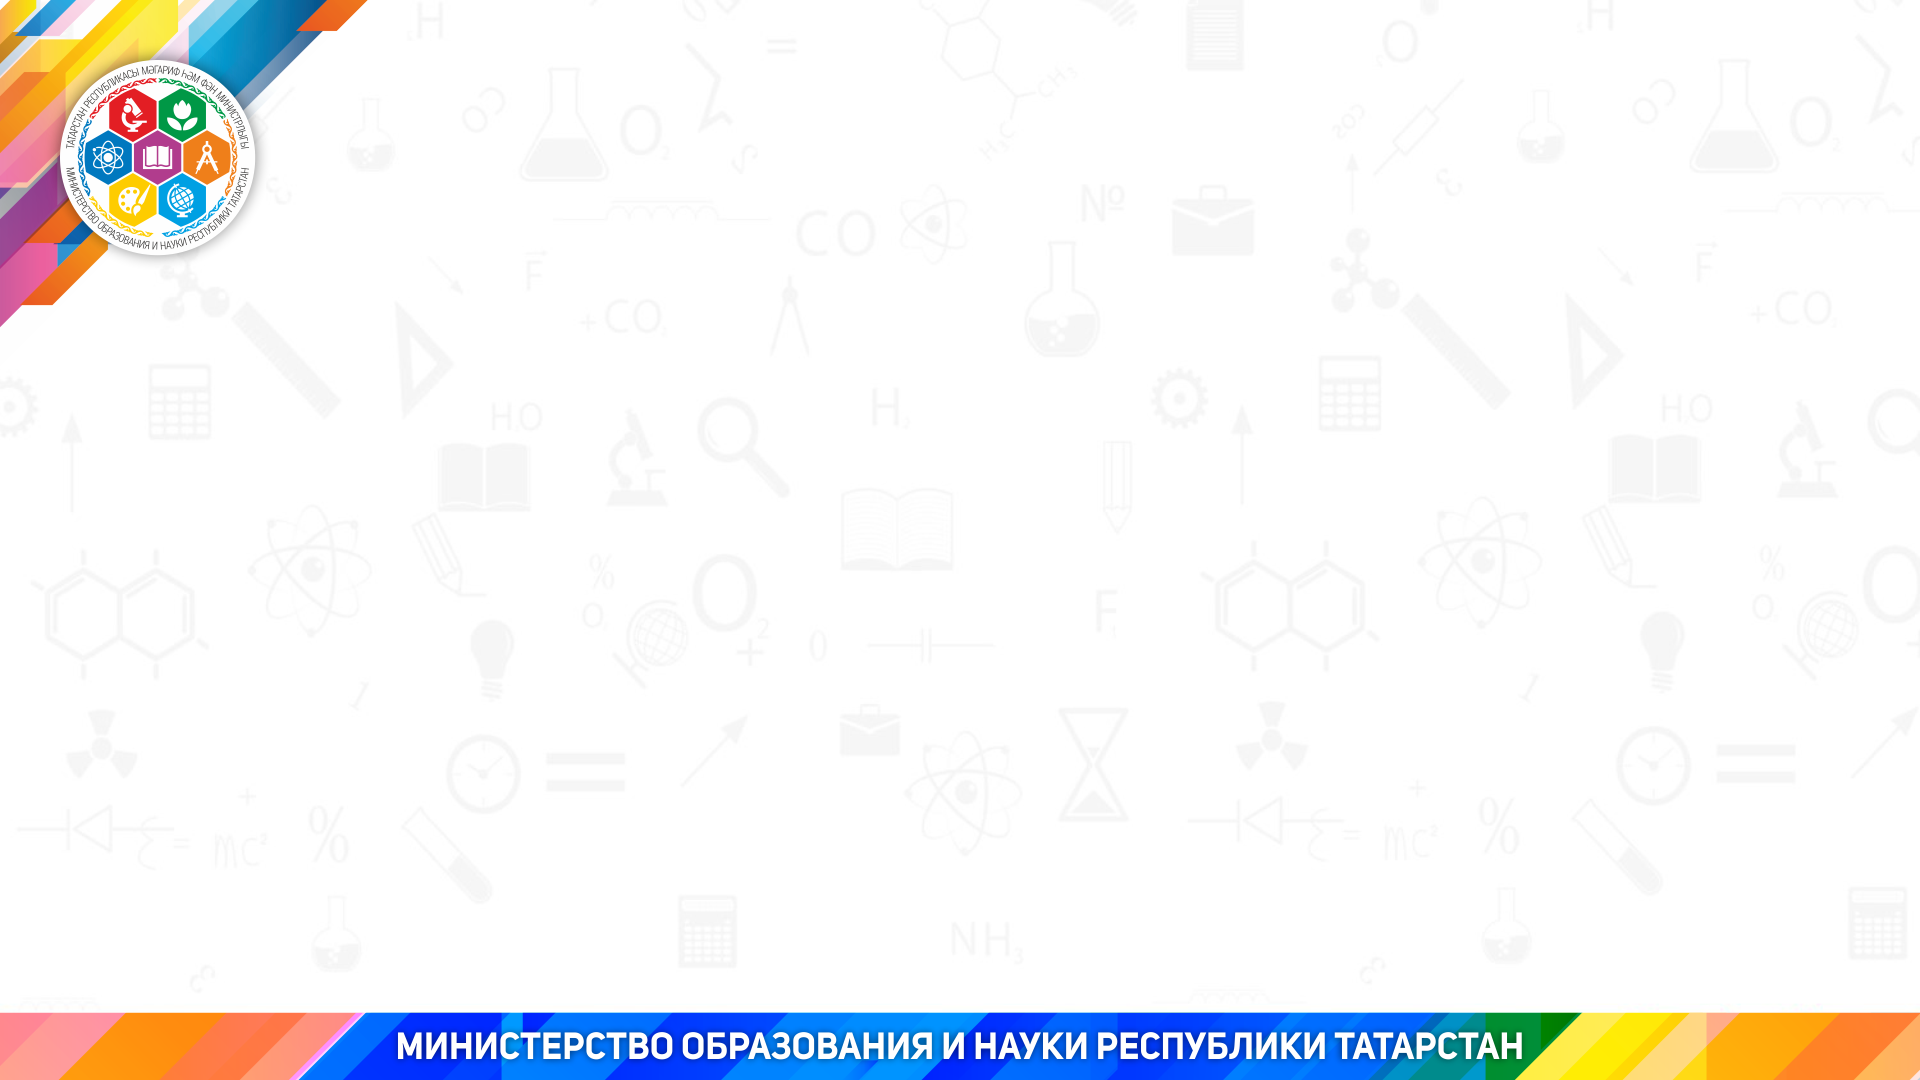 ТАТАРСТАН РЕСПУБЛИКАСЫ МӘГАРИФ ҺӘМ ФӘН МИНИСТРЛЫГЫ
МИНИСТЕРСТВО ОБРАЗОВАНИЯ И НАУКИ РЕСПУБЛИКИ ТАТАРСТАН
МИНИСТЕРСТВО ОБРАЗОВАНИЯ И НАУКИ РЕСПУБЛИКИ ТАТАРСТАН